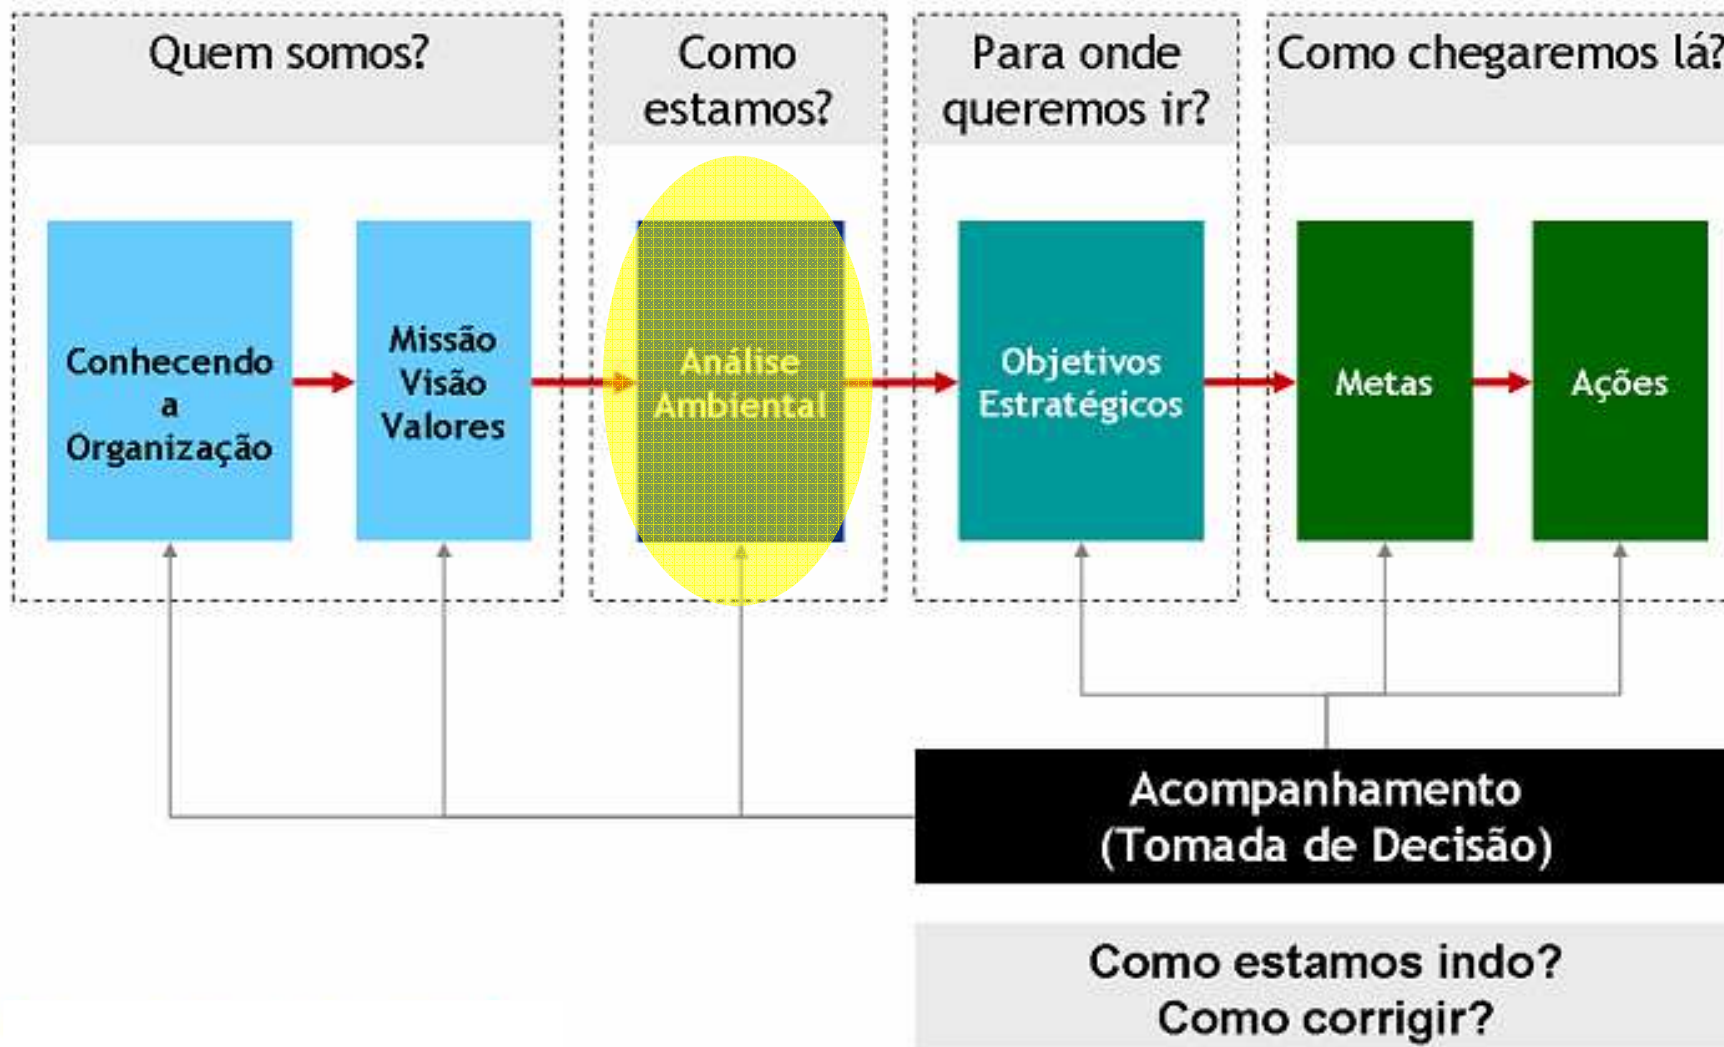 Quem somos?
Como
estamos?
Para onde
queremos ir?
Como chegaremos lá?
Conhecendo
a
Organização
Missão
Visão
Valores
Análise
Ambiental
Objetivos
Estratégicos
Metas
Ações
Acompanhamento
(Tomada de Decisão)
Como estamos indo?
Como corrigir?